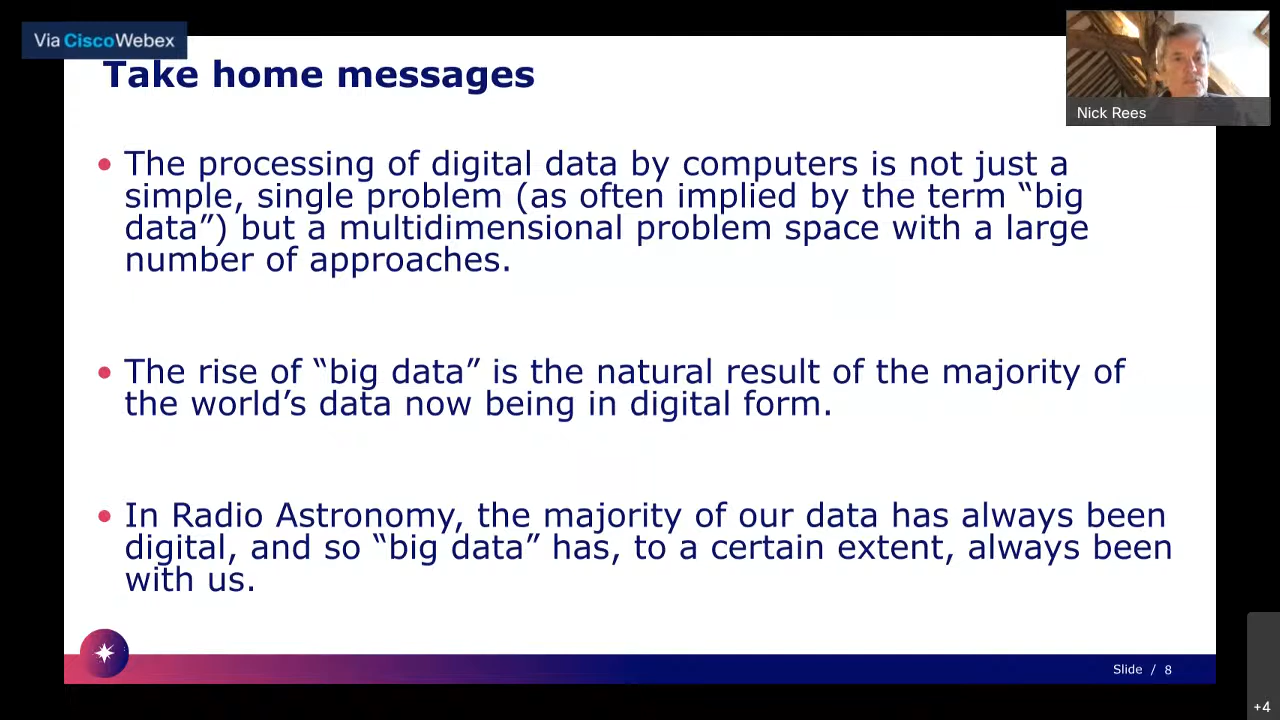 Via Cisco Webex
Take home messages
Nick Rees
• The processing of digital data by computers is not just a
simple, single problem (as often implied by the term “big
data”) but a multidimensional problem space with a large
number of approaches.
• The rise of “big data” is the natural result of the majority of
the world’s data now being in digital form.
• In Radio Astronomy, the majority of our data has always been
digital, and so “big data” has, to a certain extent, always been
with us.
Slide / 8
+4